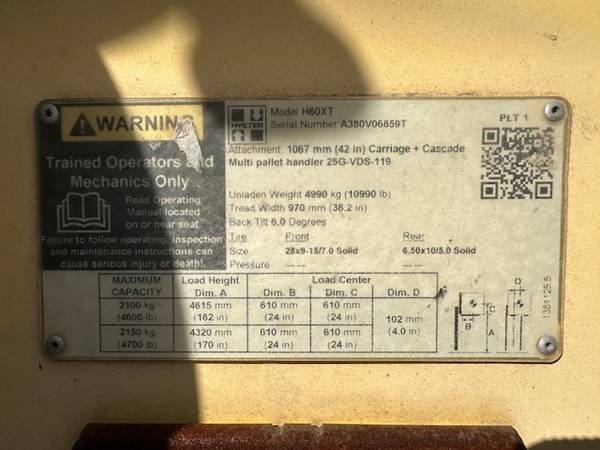 WARNING
Trained Operators and
Mechanics Only
Read Operating
Manual located
on or near seat
Failure to follow operating, inspection
and maintenance instructions can
cause serious injury or death!
HYSTER
Model H60XT
Serial Number A380V06859T
PLT 1
Attachment 1067 mm (42 in) Carriage + Cascade
Multi pallet handler 25G-VDS-119
Unladen Weight 4990 kg (10990 lb)
Tread Width 970 mm (38.2 in)
Back Tilt 6.0 Degrees
Tire Front Rear
Size 28x9-15/7.0 Solid 6.50x10/5.0 Solid
Pressure ---- ----
MAXIMUM CAPACITY Load Height Dim. A Load Center Dim. B Dim. C Dim. D
2100 kg 4615 mm 610 mm 610 mm 102 mm
(4600 lb) (182 in) (24 in) (24 in) (4.0 in)
2150 kg 4320 mm 610 mm 610 mm
(4700 lb) (170 in) (24 in) (24 in)
D
C
B
A
1381125.5